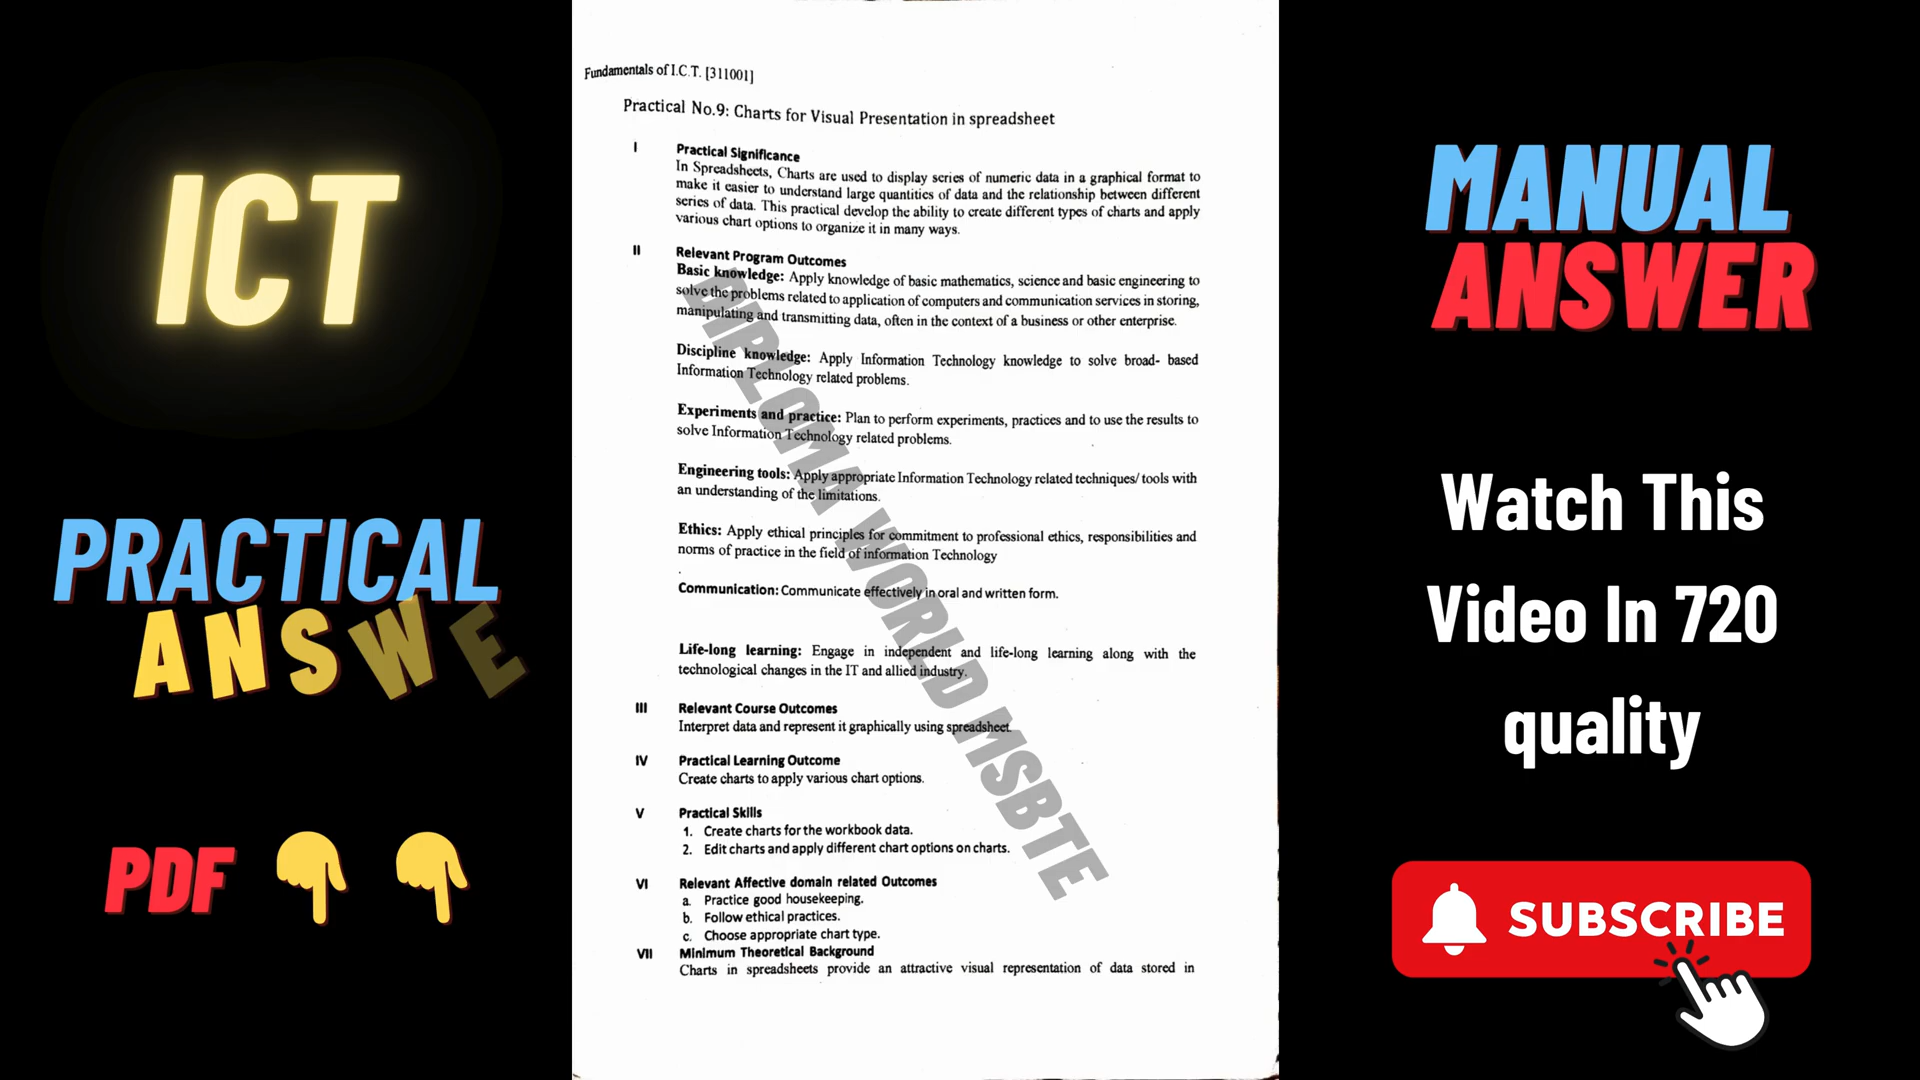 ICT
PRACTICAL
ANSWE
PDF
Fundamentals of I.C.T. [311001]
Practical No.9: Charts for Visual Presentation in spreadsheet
I Practical Significance
In Spreadsheets, Charts are used to display series of numeric data in a graphical format to
make it easier to understand large quantities of data and the relationship between different
series of data. This practical develop the ability to create different types of charts and apply
various chart options to organize it in many ways.
II Relevant Program Outcomes
Basic knowledge: Apply knowledge of basic mathematics, science and basic engineering to
solve the problems related to application of computers and communication services in storing,
manipulating and transmitting data, often in the context of a business or other enterprise.
Discipline knowledge: Apply Information Technology knowledge to solve broad- based
Information Technology related problems.
Experiments and practice: Plan to perform experiments, practices and to use the results to
solve Information Technology related problems.
Engineering tools: Apply appropriate Information Technology related techniques/ tools with
an understanding of the limitations.
Ethics: Apply ethical principles for commitment to professional ethics, responsibilities and
norms of practice in the field of information Technology
.
Communication: Communicate effectively in oral and written form.
Life-long learning: Engage in independent and life-long learning along with the
technological changes in the IT and allied industry.
III Relevant Course Outcomes
Interpret data and represent it graphically using spreadsheet.
IV Practical Learning Outcome
Create charts to apply various chart options.
V Practical Skills
1. Create charts for the workbook data.
2. Edit charts and apply different chart options on charts.
VI Relevant Affective domain related Outcomes
a. Practice good housekeeping.
b. Follow ethical practices.
c. Choose appropriate chart type.
VII Minimum Theoretical Background
Charts in spreadsheets provide an attractive visual representation of data stored in
DIPLOMA WORLD MSBTE
MANUAL
ANSWER
Watch This
Video In 720
quality
SUBSCRIBE